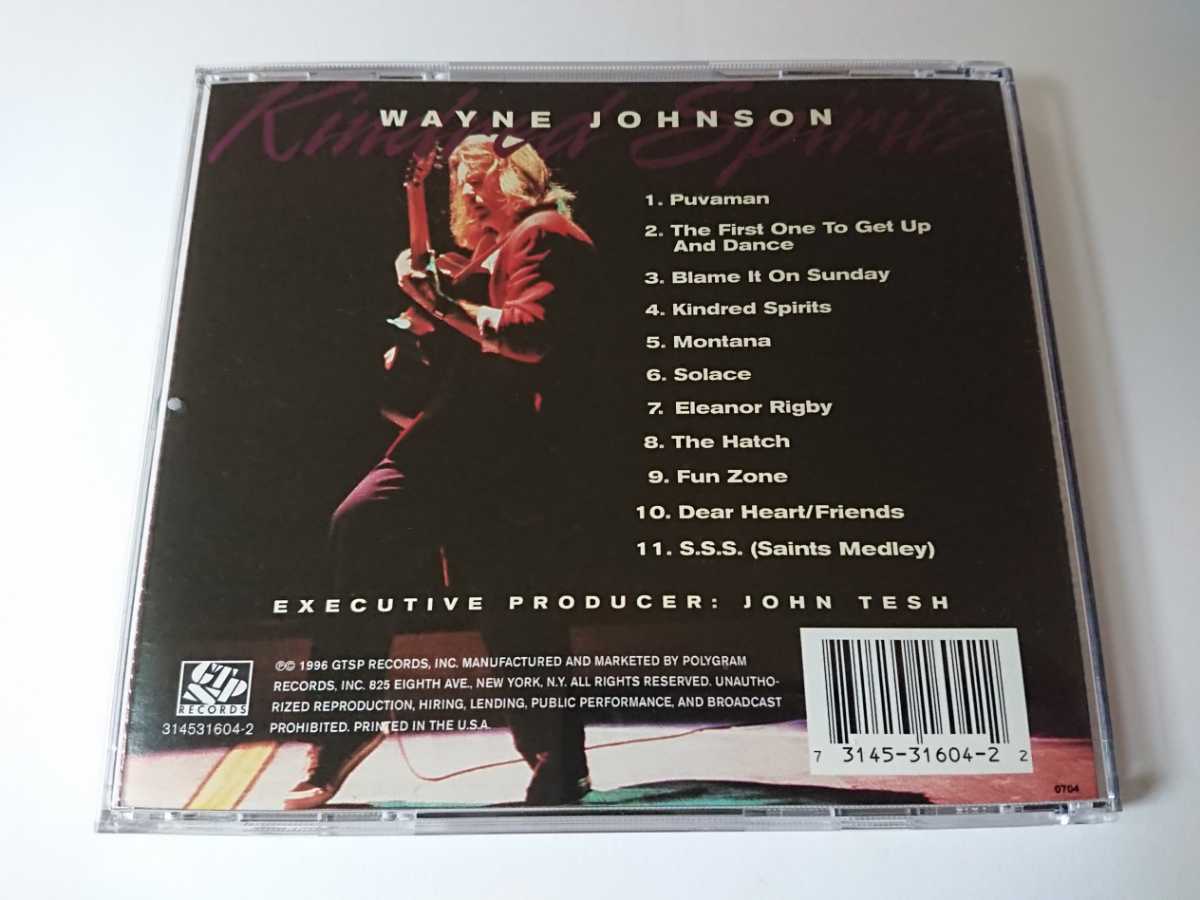 Kindred Spirits
WAYNE JOHNSON
1. Puvaman
2. The First One To Get Up
And Dance
3. Blame It On Sunday
4. Kindred Spirits
5. Montana
6. Solace
7. Eleanor Rigby
8. The Hatch
9. Fun Zone
10. Dear Heart/Friends
11. S.S.S. (Saints Medley)
EXECUTIVE PRODUCER: JOHN TESH
GTSP
RECORDS
314531604-2
℗© 1996 GTSP RECORDS, INC. MANUFACTURED AND MARKETED BY POLYGRAM
RECORDS, INC. 825 EIGHTH AVE., NEW YORK, N.Y. ALL RIGHTS RESERVED. UNAUTHO-
RIZED REPRODUCTION, HIRING, LENDING, PUBLIC PERFORMANCE, AND BROADCAST
PROHIBITED. PRINTED IN THE U.S.A.
7 3145-31604-2 2
0704